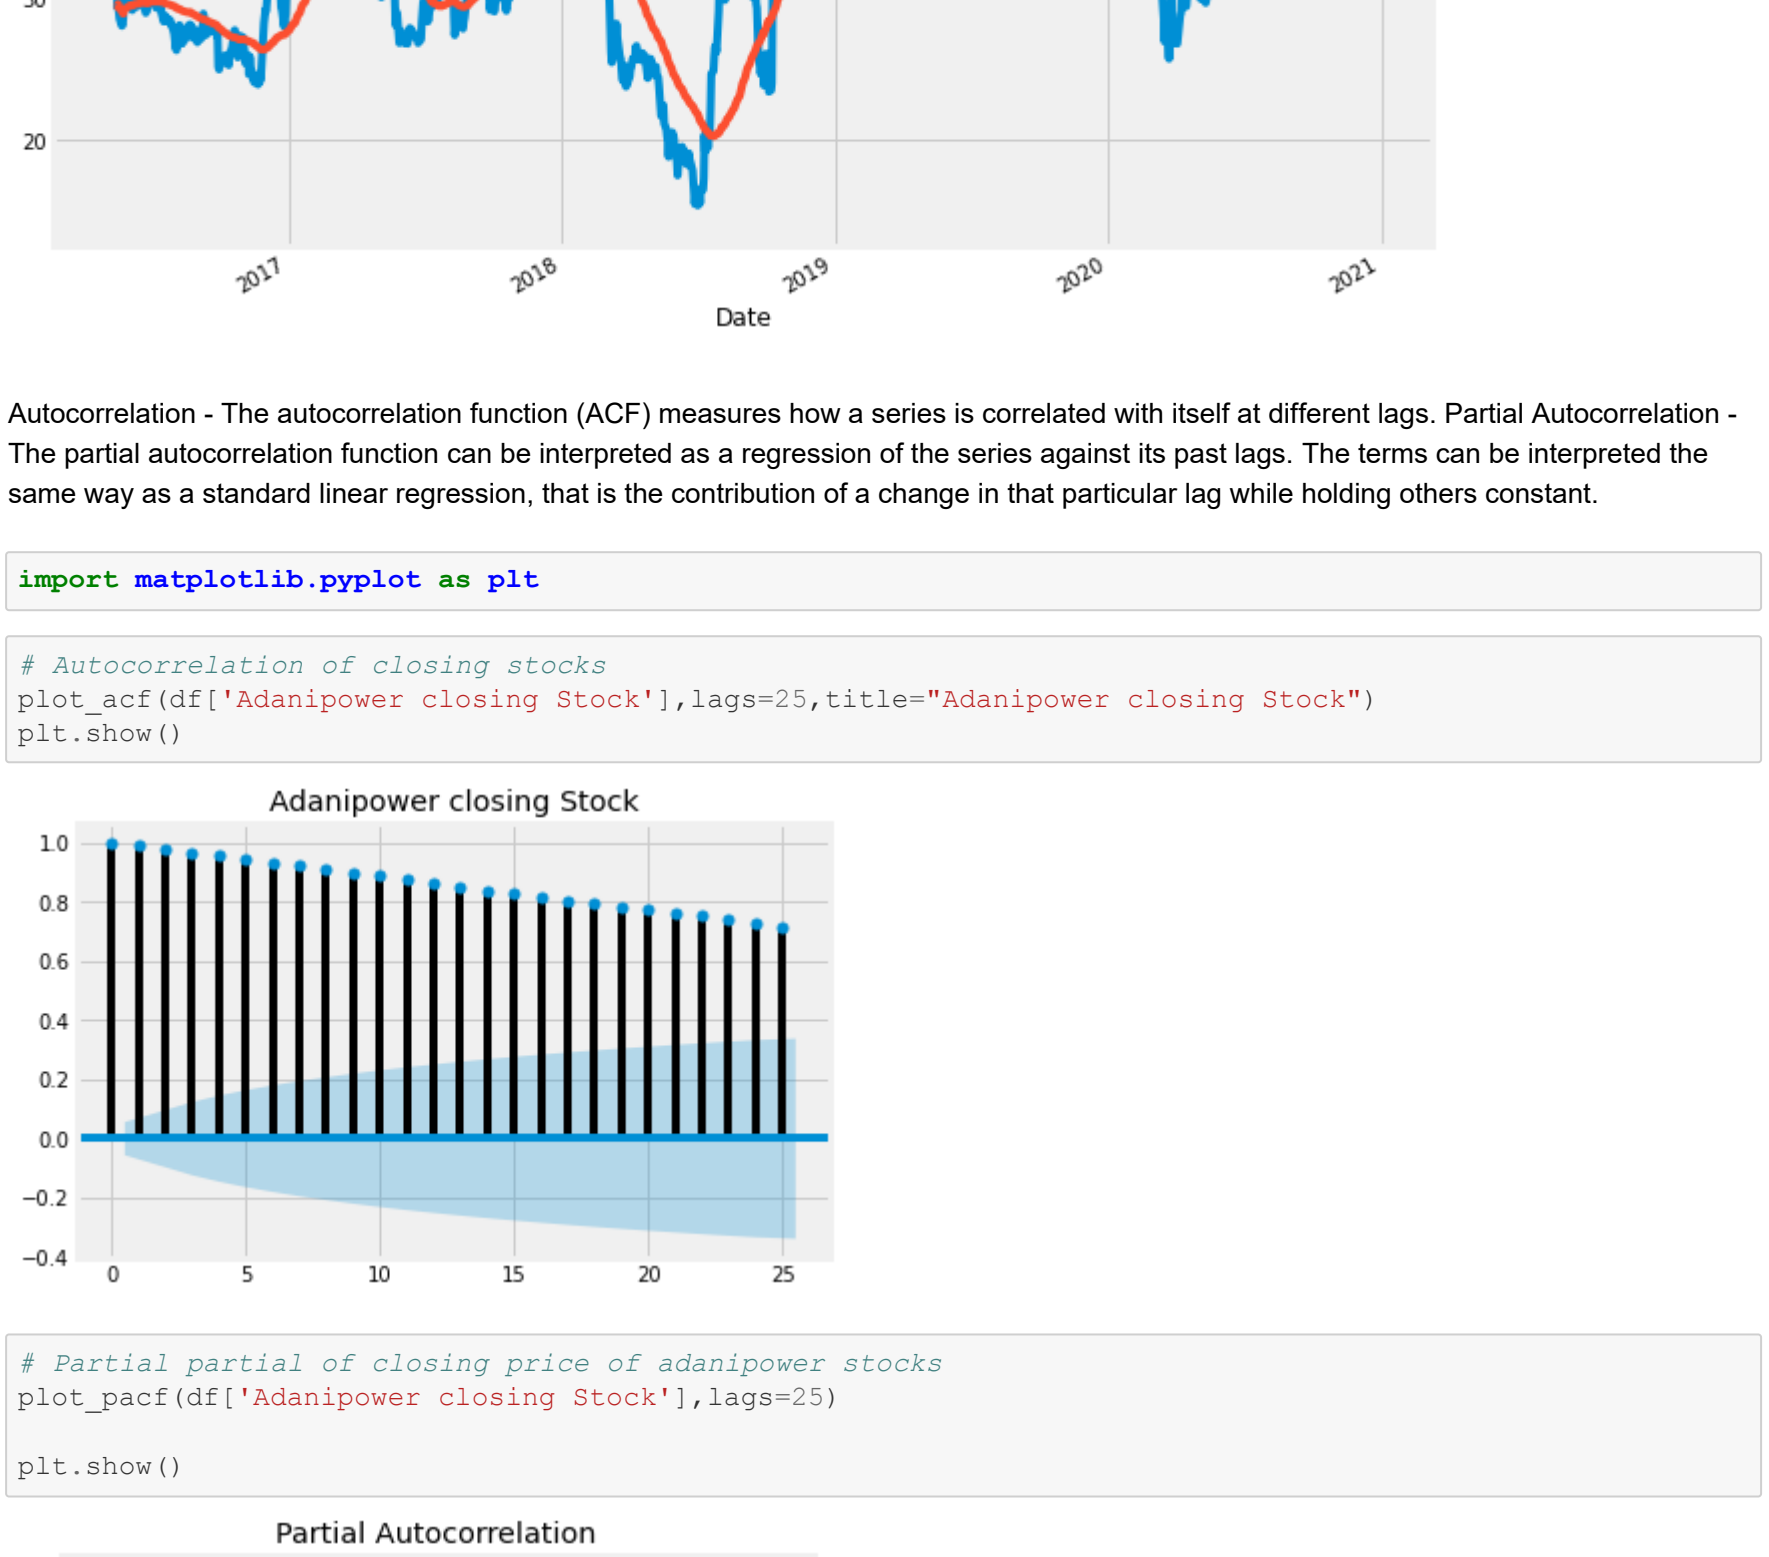 20
2017
2018
2019
2020
2021
Date
Autocorrelation - The autocorrelation function (ACF) measures how a series is correlated with itself at different lags. Partial Autocorrelation -
The partial autocorrelation function can be interpreted as a regression of the series against its past lags. The terms can be interpreted the
same way as a standard linear regression, that is the contribution of a change in that particular lag while holding others constant.
import matplotlib.pyplot as plt
# Autocorrelation of closing stocks
plot_acf(df['Adanipower closing Stock'],lags=25,title="Adanipower closing Stock")
plt.show()
Adanipower closing Stock
1.0
0.8
0.6
0.4
0.2
0.0
−0.2
−0.4
0
5
10
15
20
25
# Partial partial of closing price of adanipower stocks
plot_pacf(df['Adanipower closing Stock'],lags=25)
plt.show()
Partial Autocorrelation